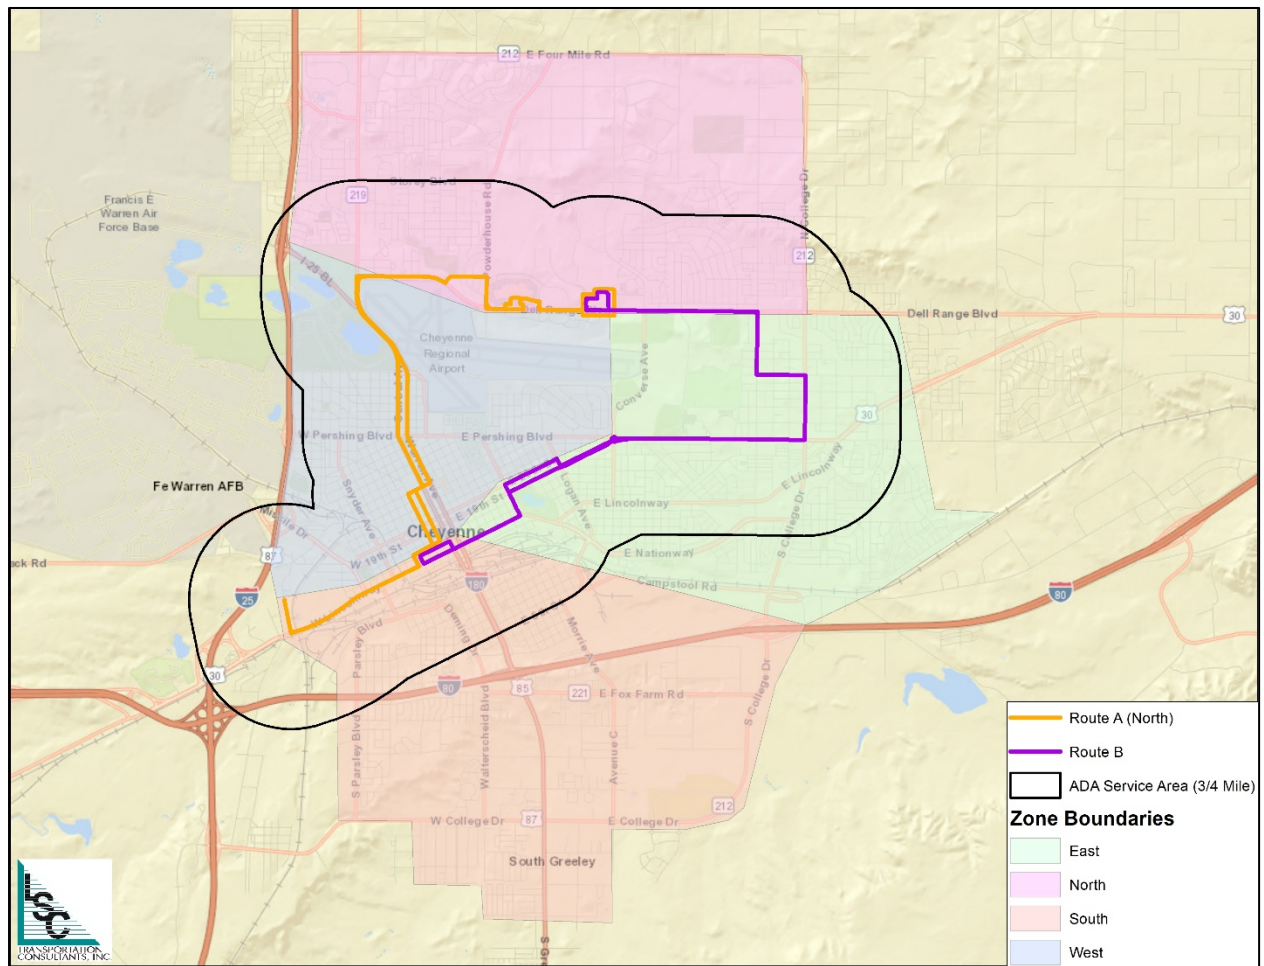 212
E Four Mile Rd
Storey Blvd
219
Powderhouse Rd
N College Dr
Francis E
Warren Air
Force Base
I-25 BL
212
Dell Range Blvd
30
Cheyenne
Regional
Airport
Converse Ave
30
W Pershing Blvd
E Pershing Blvd
E Lincolnway
Fe Warren AFB
Snyder Ave
E 19th St
Logan Ave
E Lincolnway
S College Dr
Missile Dr
Cheyenne
W 19th St
E Nationway
87
Campstool Rd
180
25
80
Deming Dr
Morrie Ave
Parsley Blvd
30
80
85
221
E Fox Farm Rd
S College Dr
S Parsley Blvd
Walterscheid Blvd
Avenue C
212
W College Dr
87
E College Dr
South Greeley
Route A (North)
Route B
ADA Service Area (3/4 Mile)
Zone Boundaries
East
North
South
West
LSC
TRANSPORTATION
CONSULTANTS, INC.